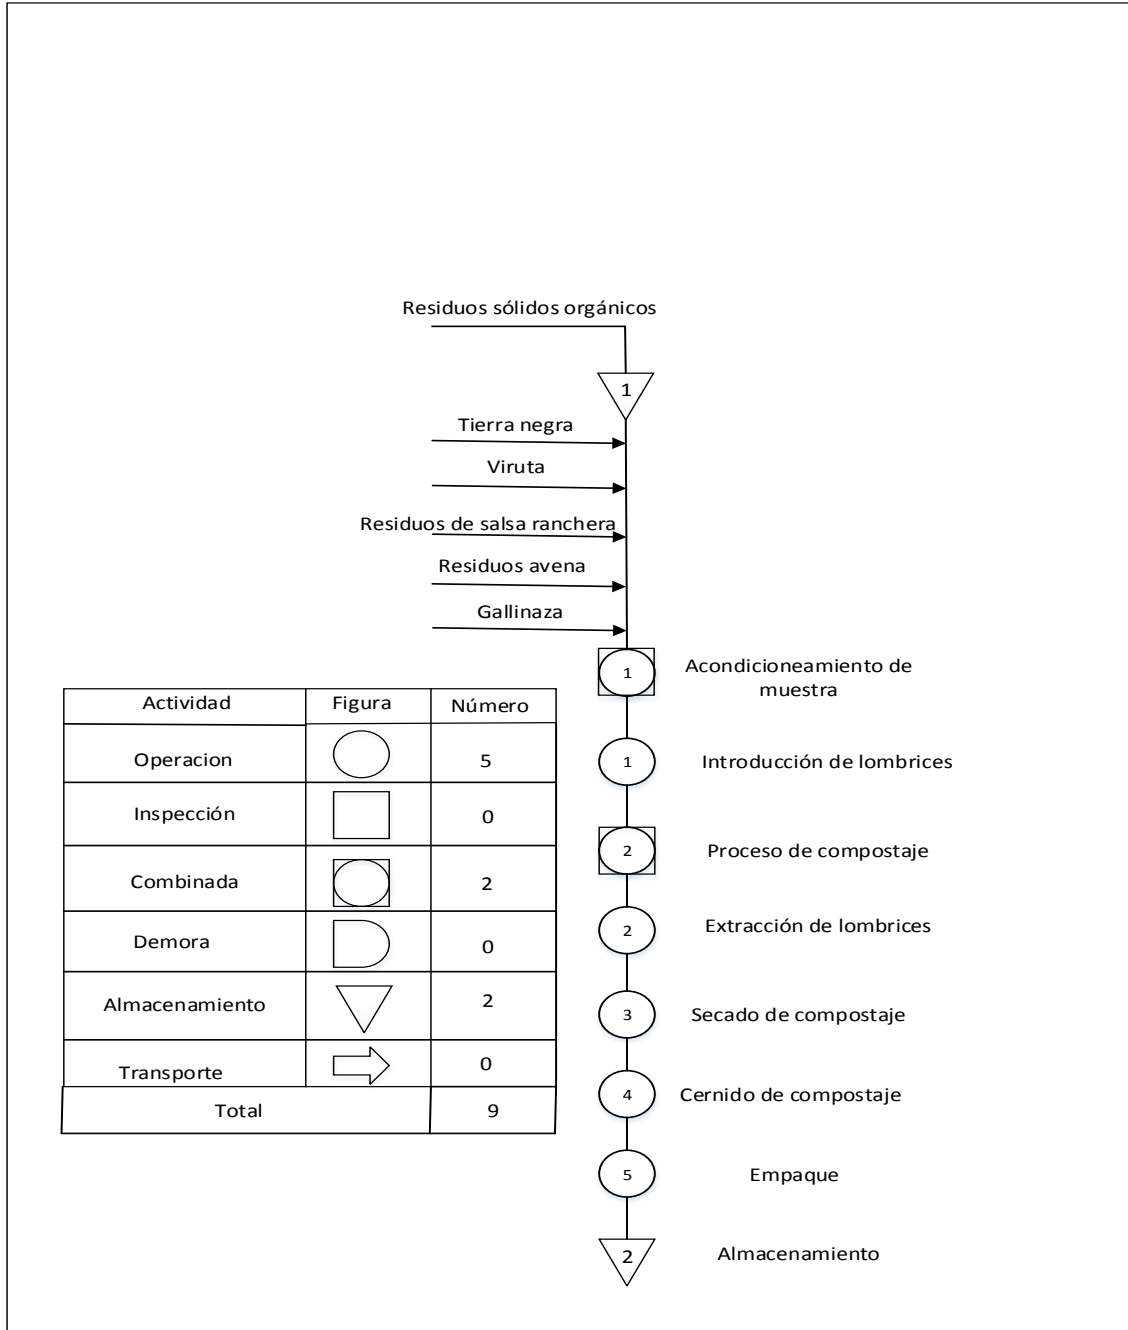 Residuos sólidos orgánicos
1
Tierra negra
Viruta
Residuos de salsa ranchera
Residuos avena
Gallinaza
1
Acondicioneamiento de
muestra
1
Introducción de lombrices
2
Proceso de compostaje
2
Extracción de lombrices
3
Secado de compostaje
4
Cernido de compostaje
5
Empaque
2
Almacenamiento
Actividad Figura Número
Operacion 5
Inspección 0
Combinada 2
Demora 0
Almacenamiento 2
Transporte 0
Total 9